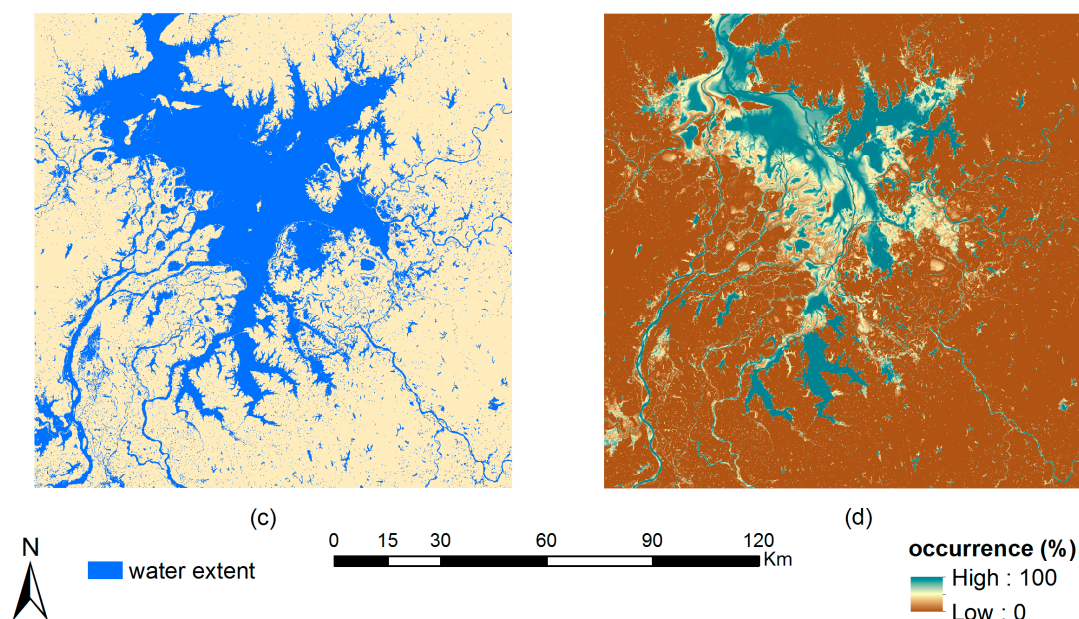 (c)
(d)
N
water extent
0 15 30 60 90 120
Km
occurrence (%)
High : 100
Low : 0